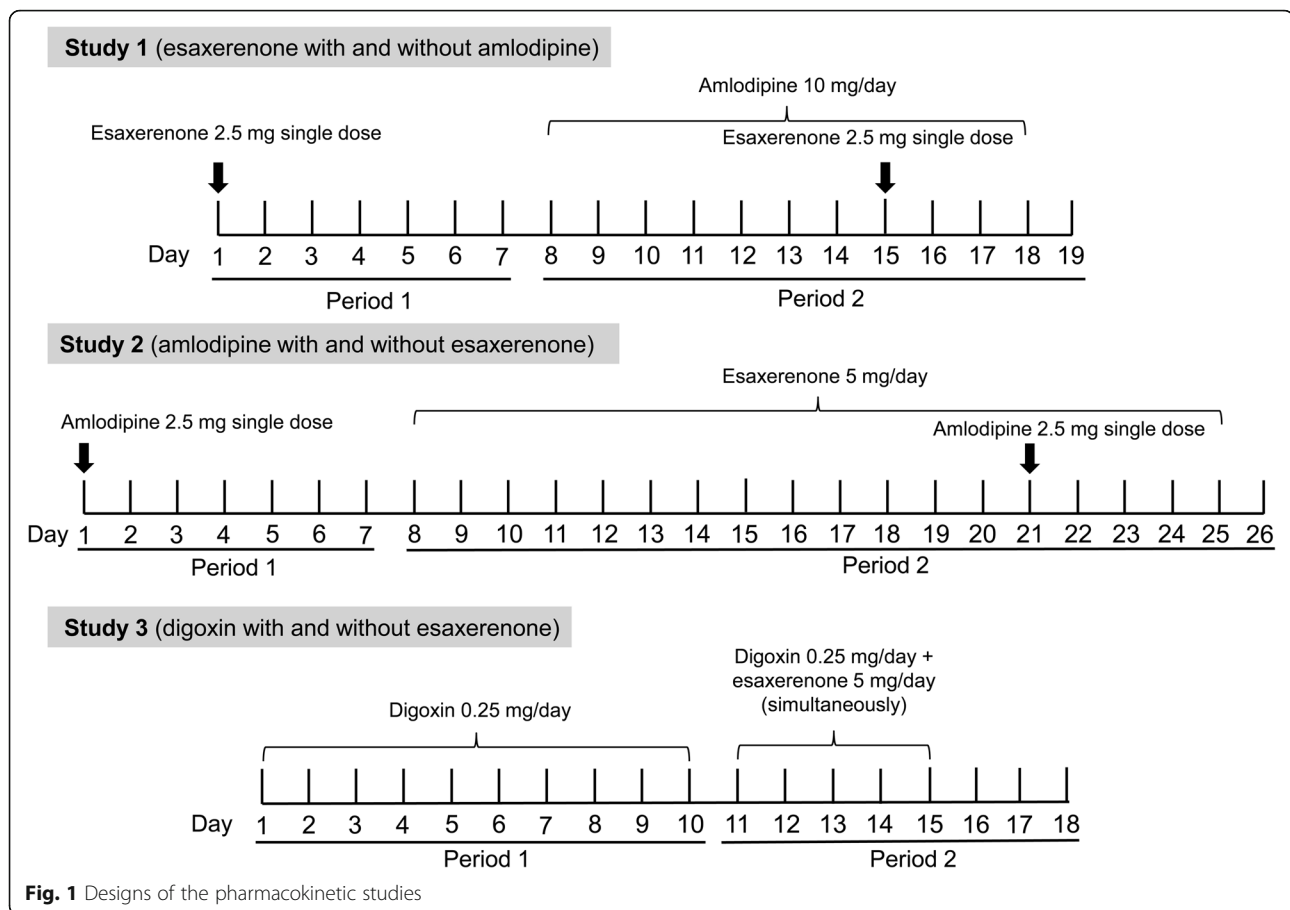 Study 1 (esaxerenone with and without amlodipine)
Amlodipine 10 mg/day
Esaxerenone 2.5 mg single dose
Esaxerenone 2.5 mg single dose
Day 1 2 3 4 5 6 7 8 9 10 11 12 13 14 15 16 17 18 19
Period 1 Period 2
Study 2 (amlodipine with and without esaxerenone)
Esaxerenone 5 mg/day
Amlodipine 2.5 mg single dose
Amlodipine 2.5 mg single dose
Day 1 2 3 4 5 6 7 8 9 10 11 12 13 14 15 16 17 18 19 20 21 22 23 24 25 26
Period 1 Period 2
Study 3 (digoxin with and without esaxerenone)
Digoxin 0.25 mg/day +
esaxerenone 5 mg/day
(simultaneously)
Digoxin 0.25 mg/day
Day 1 2 3 4 5 6 7 8 9 10 11 12 13 14 15 16 17 18
Period 1 Period 2
Fig. 1 Designs of the pharmacokinetic studies